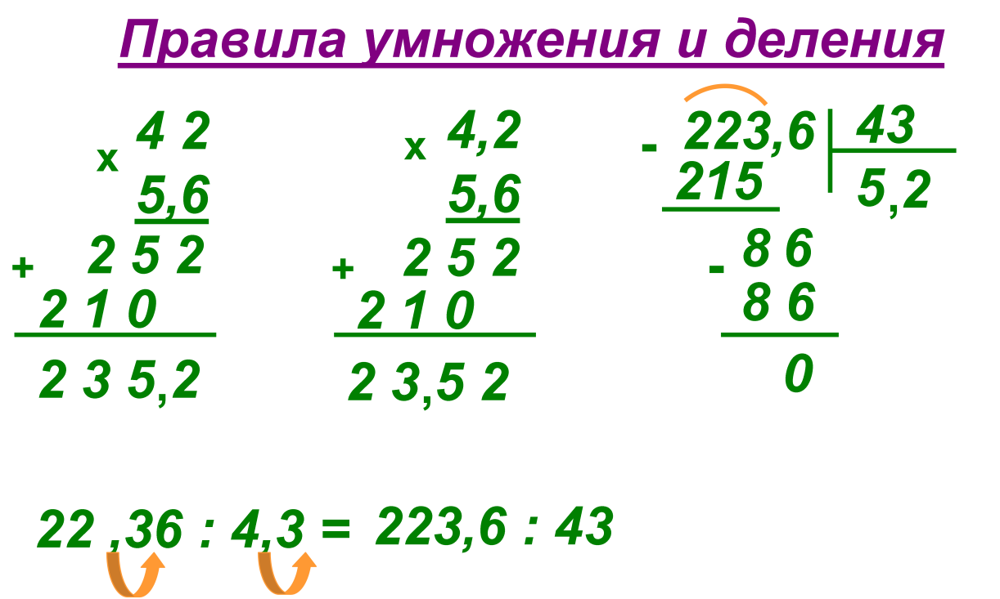 Правила умножения и деления
4 2
х
5,6
+ 2 5 2
2 1 0
2 3 5,2
4,2
х
5,6
+ 2 5 2
2 1 0
2 3,5 2
- 223,6 43
215 5,2
- 8 6
8 6
0
22 ,36 : 4,3 = 223,6 : 43